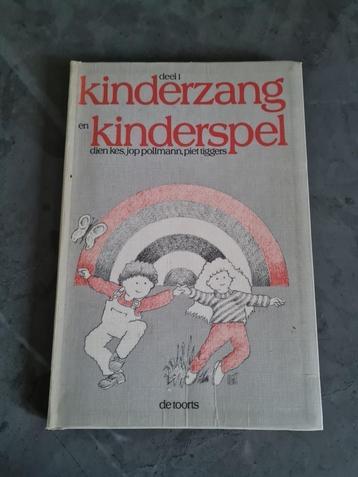 deel 1
kinderzang
en kinderspel
dien kes, jop pollmann, piet tiggers
de toorts